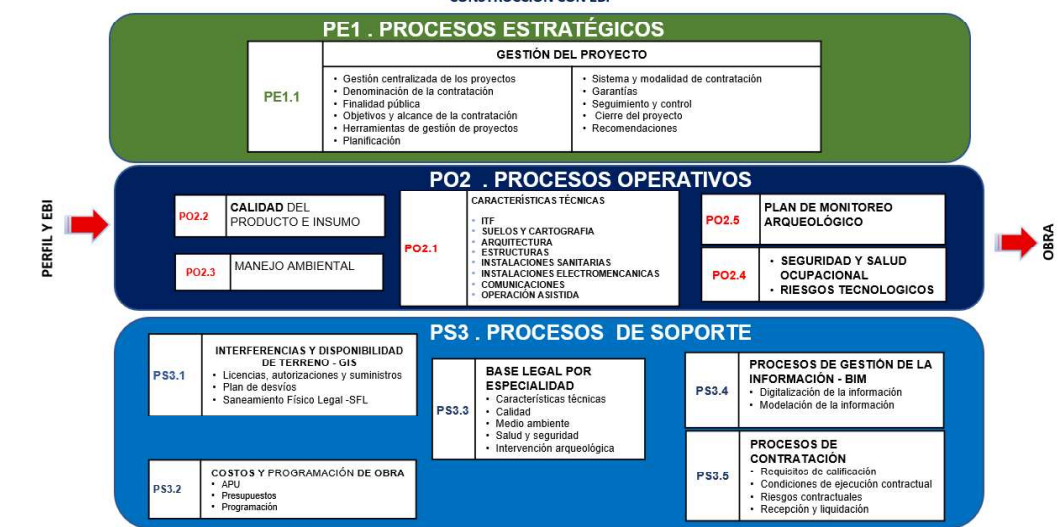 CONSTRUCCIÓN CON EBI
PE1 . PROCESOS ESTRATÉGICOS
GESTIÓN DEL PROYECTO
PE1.1
• Gestión centralizada de los proyectos
• Denominación de la contratación
• Finalidad pública
• Objetivos y alcance de la contratación
• Herramientas de gestión de proyectos
• Planificación
• Sistema y modalidad de contratación
• Garantías
• Seguimiento y control
• Cierre del proyecto
• Recomendaciones
PERFIL Y EBI
PO2 . PROCESOS OPERATIVOS
PO2.2
CALIDAD DEL
PRODUCTO E INSUMO
PO2.3
MANEJO AMBIENTAL
PO2.1
CARACTERÍSTICAS TÉCNICAS
• ITF
• SUELOS Y CARTOGRAFIA
• ARQUITECTURA
• ESTRUCTURAS
• INSTALACIONES SANITARIAS
• INSTALACIONES ELECTROMENCANICAS
• COMUNICACIONES
• OPERACIÓN ASISTIDA
PO2.5
PLAN DE MONITOREO
ARQUEOLÓGICO
PO2.4
• SEGURIDAD Y SALUD
OCUPACIONAL
• RIESGOS TECNOLOGICOS
OBRA
PS3 . PROCESOS DE SOPORTE
PS3.1
INTERFERENCIAS Y DISPONIBILIDAD
DE TERRENO - GIS
• Licencias, autorizaciones y suministros
• Plan de desvíos
• Saneamiento Físico Legal -SFL
PS3.2
COSTOS Y PROGRAMACIÓN DE OBRA
• APU
• Presupuestos
• Programación
PS3.3
BASE LEGAL POR
ESPECIALIDAD
• Características técnicas
• Calidad
• Medio ambiente
• Salud y seguridad
• Intervención arqueológica
PS3.4
PROCESOS DE GESTIÓN DE LA
INFORMACIÓN - BIM
• Digitalización de la información
• Modelación de la información
PS3.5
PROCESOS DE
CONTRATACIÓN
• Requisitos de calificación
• Condiciones de ejecución contractual
• Riesgos contractuales
• Recepción y liquidación